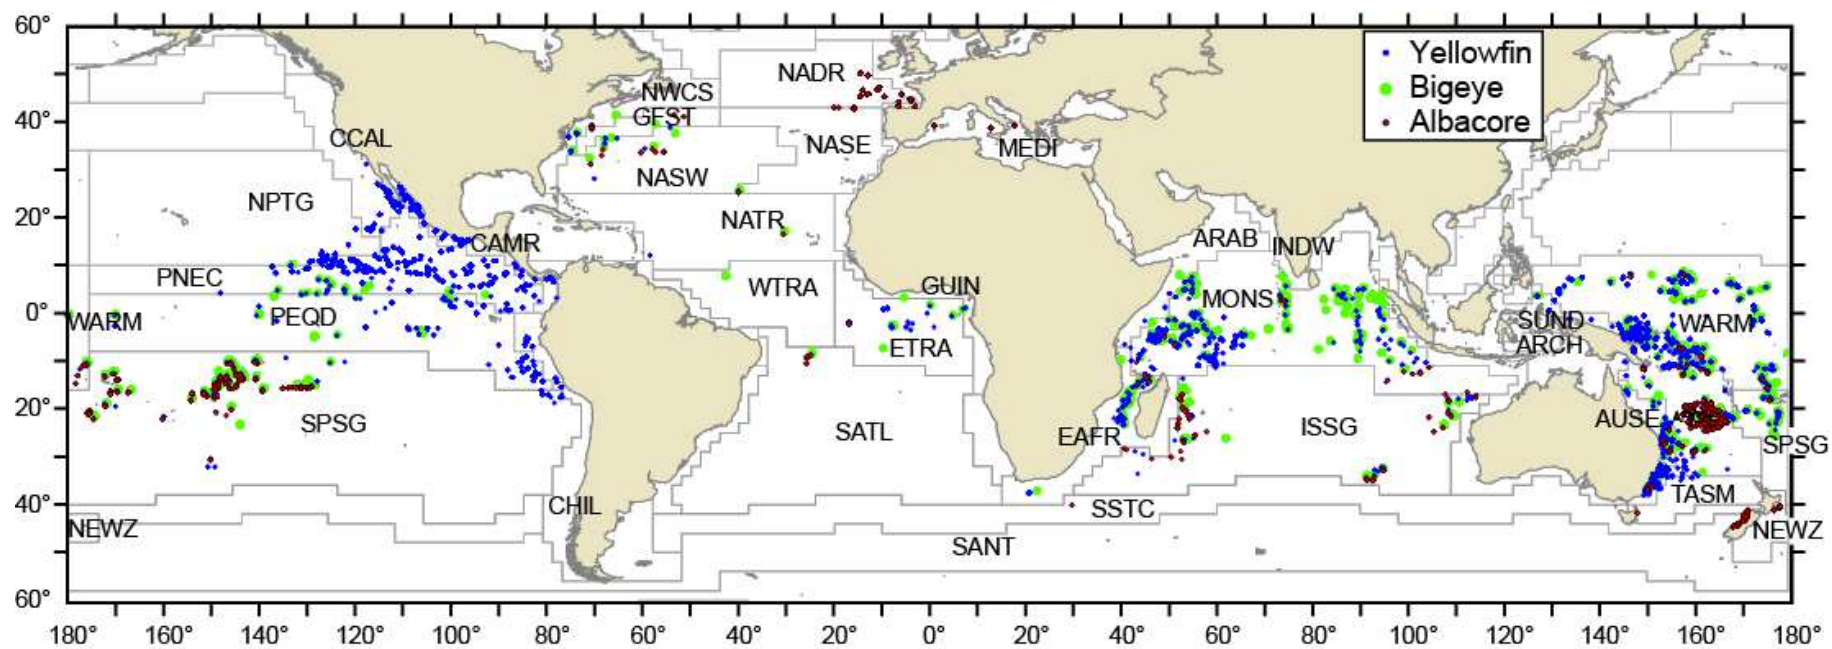 60°
Yellowfin
NADR
Bigeye
NWCS
GFST
40°
Albacore
CCAL
NASE
MEDI
NASW
NPTG
20°
NATR
CAMR
ARAB
INDW
PNEC
WTRA
GUIN
MONS
0°
WARM
PEQD
SUND
WARM
ARCH
ETRA
20°
SPSG
SATL
AUSE
ISSG
EAFR
SPSG
TASM
40°
CHIL
SSTC
NEWZ
NEWZ
SANT
60°
180° 160° 140° 120° 100° 80° 60° 40° 20° 0° 20° 40° 60° 80° 100° 120° 140° 160° 180°